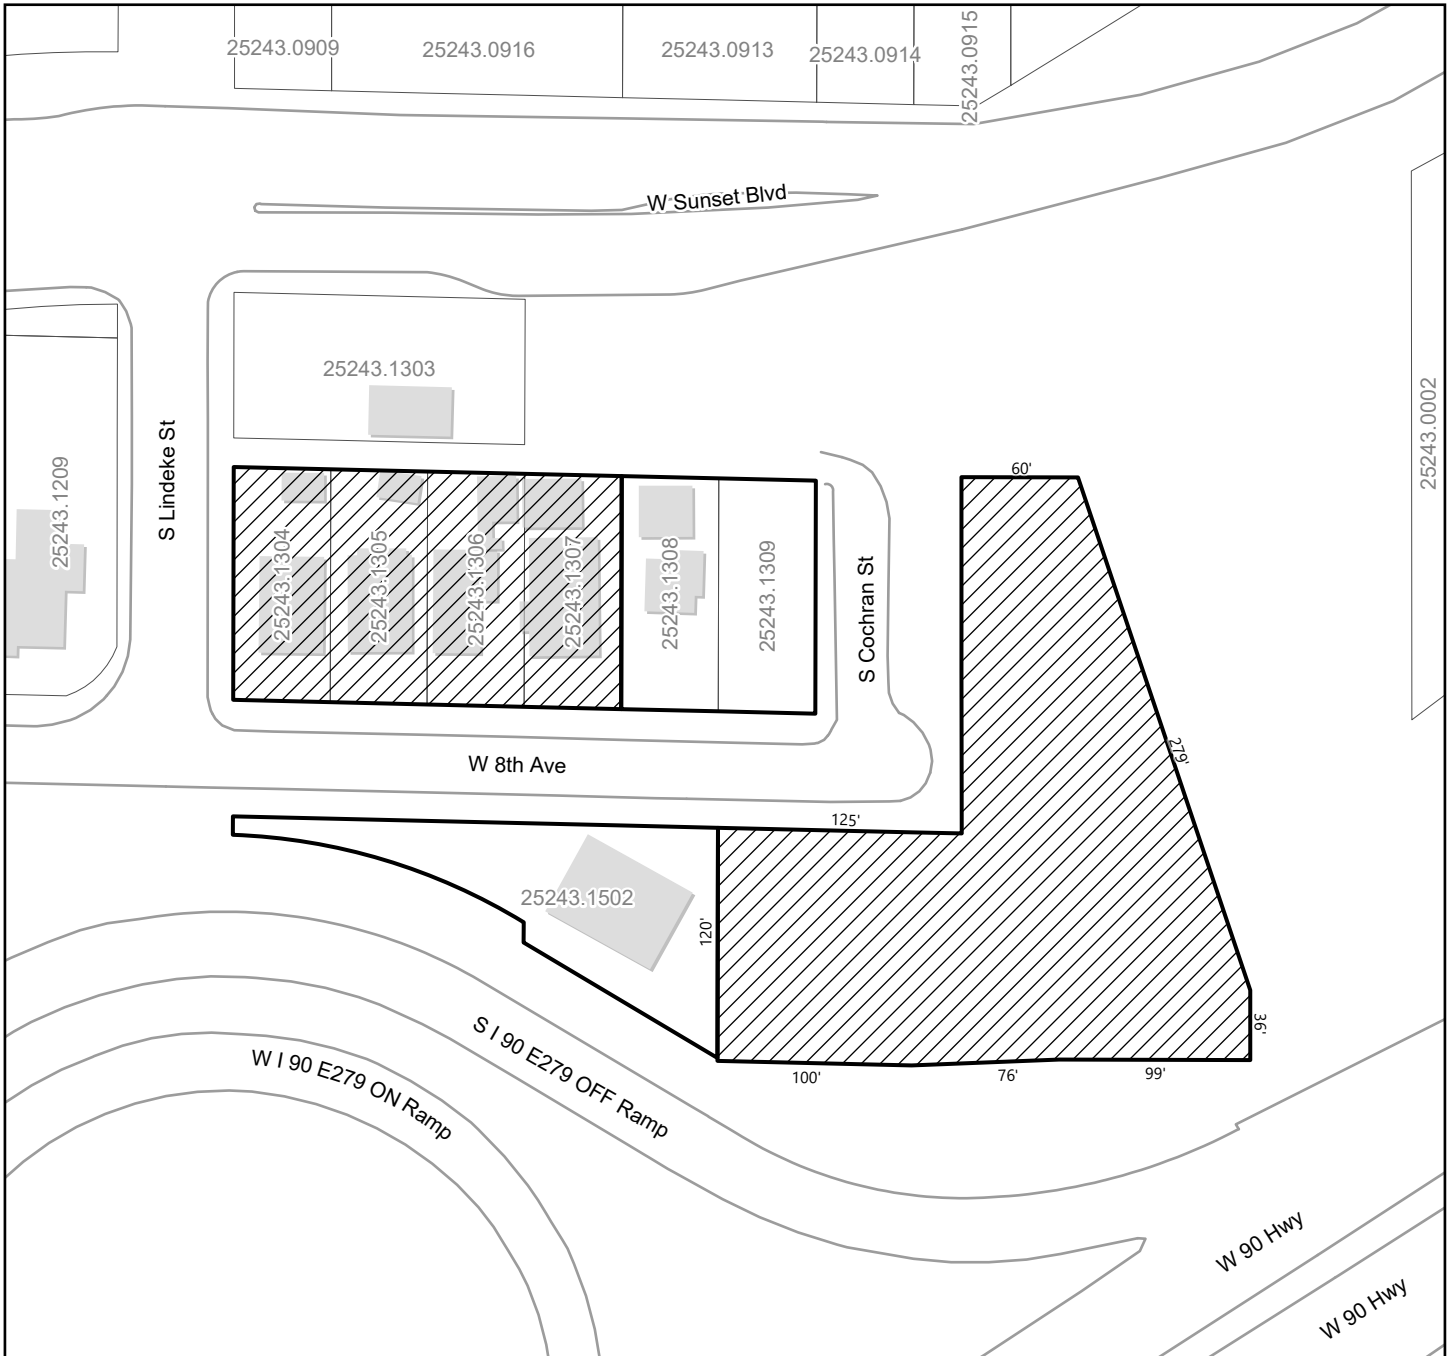 25243.0909
25243.0916
25243.0913
25243.0914
25243.0915
W Sunset Blvd
25243.1303
25243.0002
25243.1209
S Lindeke St
60'
25243.1304
25243.1305
25243.1306
25243.1307
25243.1308
25243.1309
S Cochran St
279'
W 8th Ave
125'
25243.1502
120'
36'
S I 90 E279 OFF Ramp
W I 90 E279 ON Ramp
100'
76'
99'
W 90 Hwy
W 90 Hwy